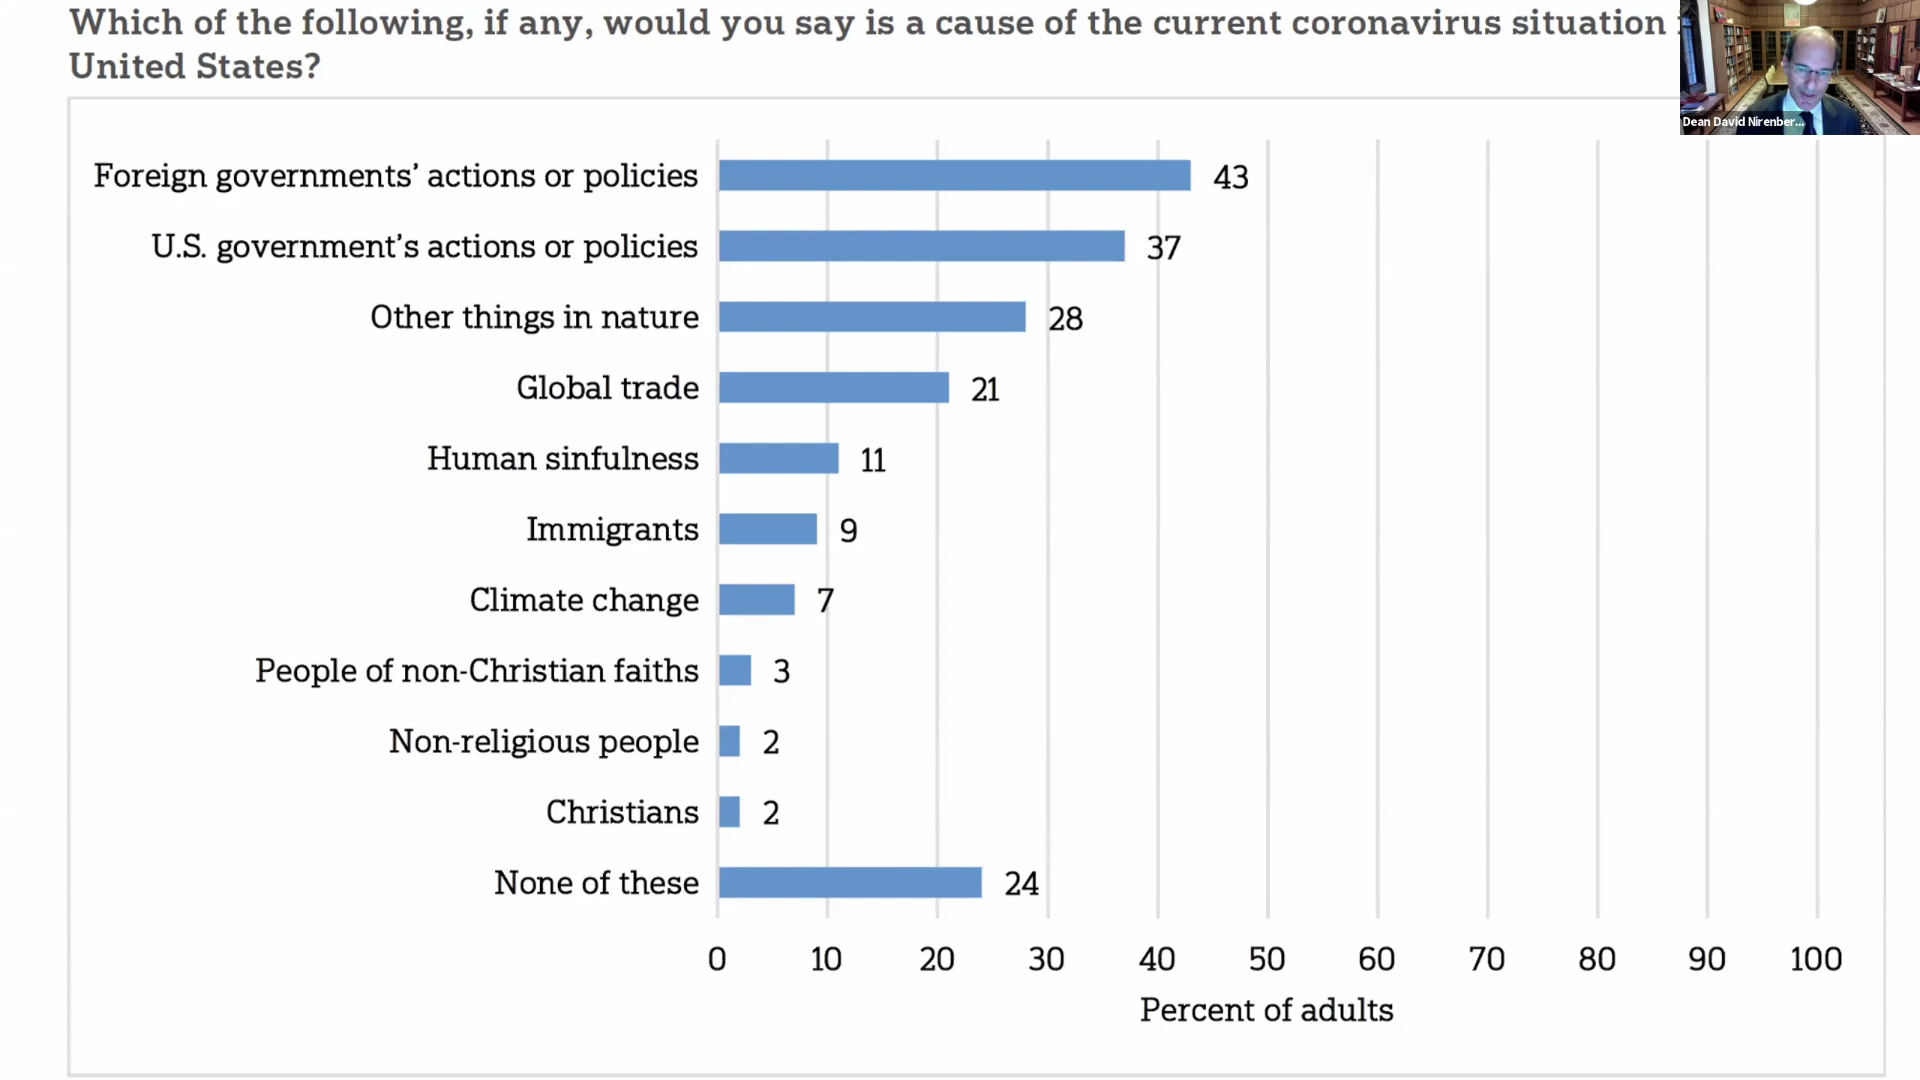 Which of the following, if any, would you say is a cause of the current coronavirus situation
United States?
Dean David Nirenber...
Foreign governments’ actions or policies 43
U.S. government’s actions or policies 37
Other things in nature 28
Global trade 21
Human sinfulness 11
Immigrants 9
Climate change 7
People of non-Christian faiths 3
Non-religious people 2
Christians 2
None of these 24
0 10 20 30 40 50 60 70 80 90 100
Percent of adults